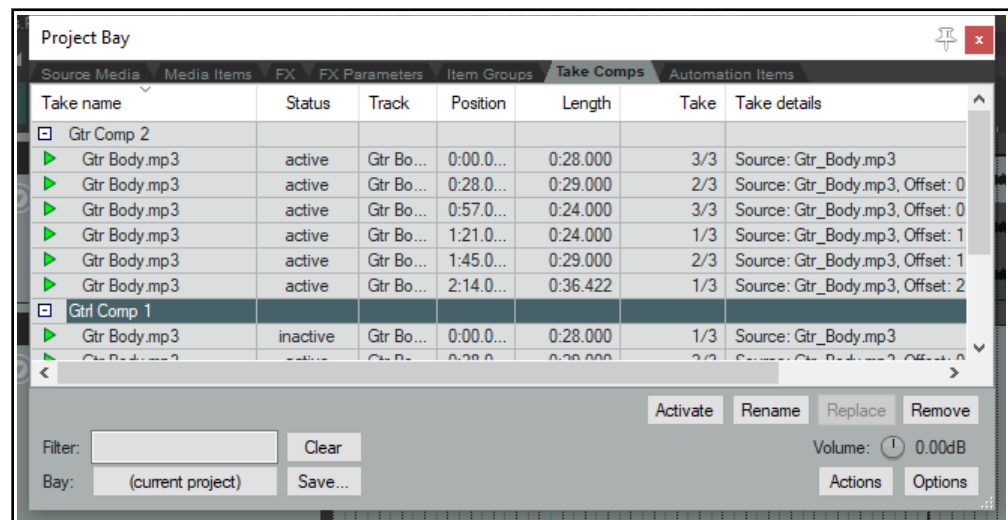 Project Bay
Source Media Media Items FX FX Parameters Item Groups Take Comps Automation Items
Take name Status Track Position Length Take Take details
Gtr Comp 2
Gtr Body.mp3 active Gtr Bo... 0:00.0... 0:28.000 3/3 Source: Gtr_Body.mp3
Gtr Body.mp3 active Gtr Bo... 0:28.0... 0:29.000 2/3 Source: Gtr_Body.mp3, Offset: 0
Gtr Body.mp3 active Gtr Bo... 0:57.0... 0:24.000 3/3 Source: Gtr_Body.mp3, Offset: 0
Gtr Body.mp3 active Gtr Bo... 1:21.0... 0:24.000 1/3 Source: Gtr_Body.mp3, Offset: 1
Gtr Body.mp3 active Gtr Bo... 1:45.0... 0:29.000 2/3 Source: Gtr_Body.mp3, Offset: 1
Gtr Body.mp3 active Gtr Bo... 2:14.0... 0:36.422 1/3 Source: Gtr_Body.mp3, Offset: 2
Gtrl Comp 1
Gtr Body.mp3 inactive Gtr Bo... 0:00.0... 0:28.000 1/3 Source: Gtr_Body.mp3
Activate Rename Replace Remove
Filter: Clear Volume: 0.00dB
Bay: (current project) Save... Actions Options